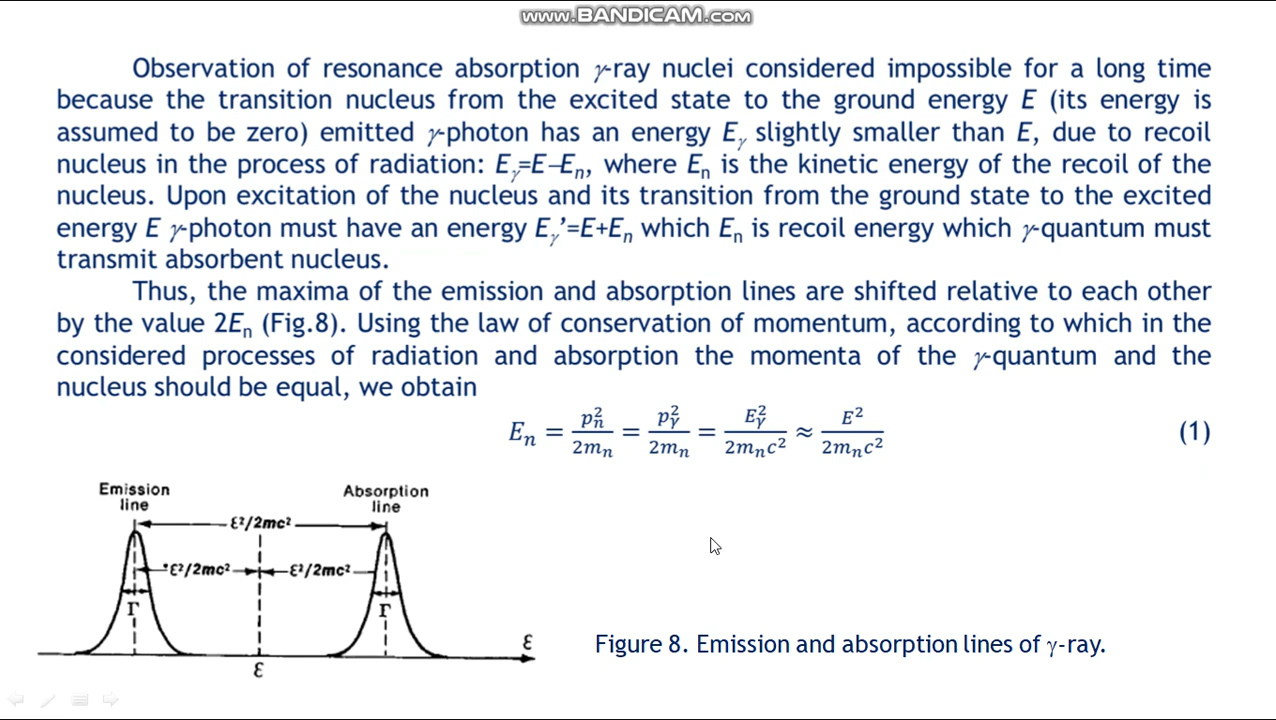 www.BANDICAM.com
Observation of resonance absorption γ-ray nuclei considered impossible for a long time
because the transition nucleus from the excited state to the ground energy E (its energy is
assumed to be zero) emitted γ-photon has an energy Eγ slightly smaller than E, due to recoil
nucleus in the process of radiation: Eγ=E–En, where En is the kinetic energy of the recoil of the
nucleus. Upon excitation of the nucleus and its transition from the ground state to the excited
energy E γ-photon must have an energy Eγ’=E+En which En is recoil energy which γ-quantum must
transmit absorbent nucleus.
Thus, the maxima of the emission and absorption lines are shifted relative to each other
by the value 2En (Fig.8). Using the law of conservation of momentum, according to which in the
considered processes of radiation and absorption the momenta of the γ-quantum and the
nucleus should be equal, we obtain
En = pn²/2mn = pγ²/2mn = Eγ²/2mnc² ≈ E²/2mnc² (1)
Emission
line
Absorption
line
ε²/2mc²
ε²/2mc²
ε²/2mc²
Γ
Γ
ε
ε
Figure 8. Emission and absorption lines of γ-ray.